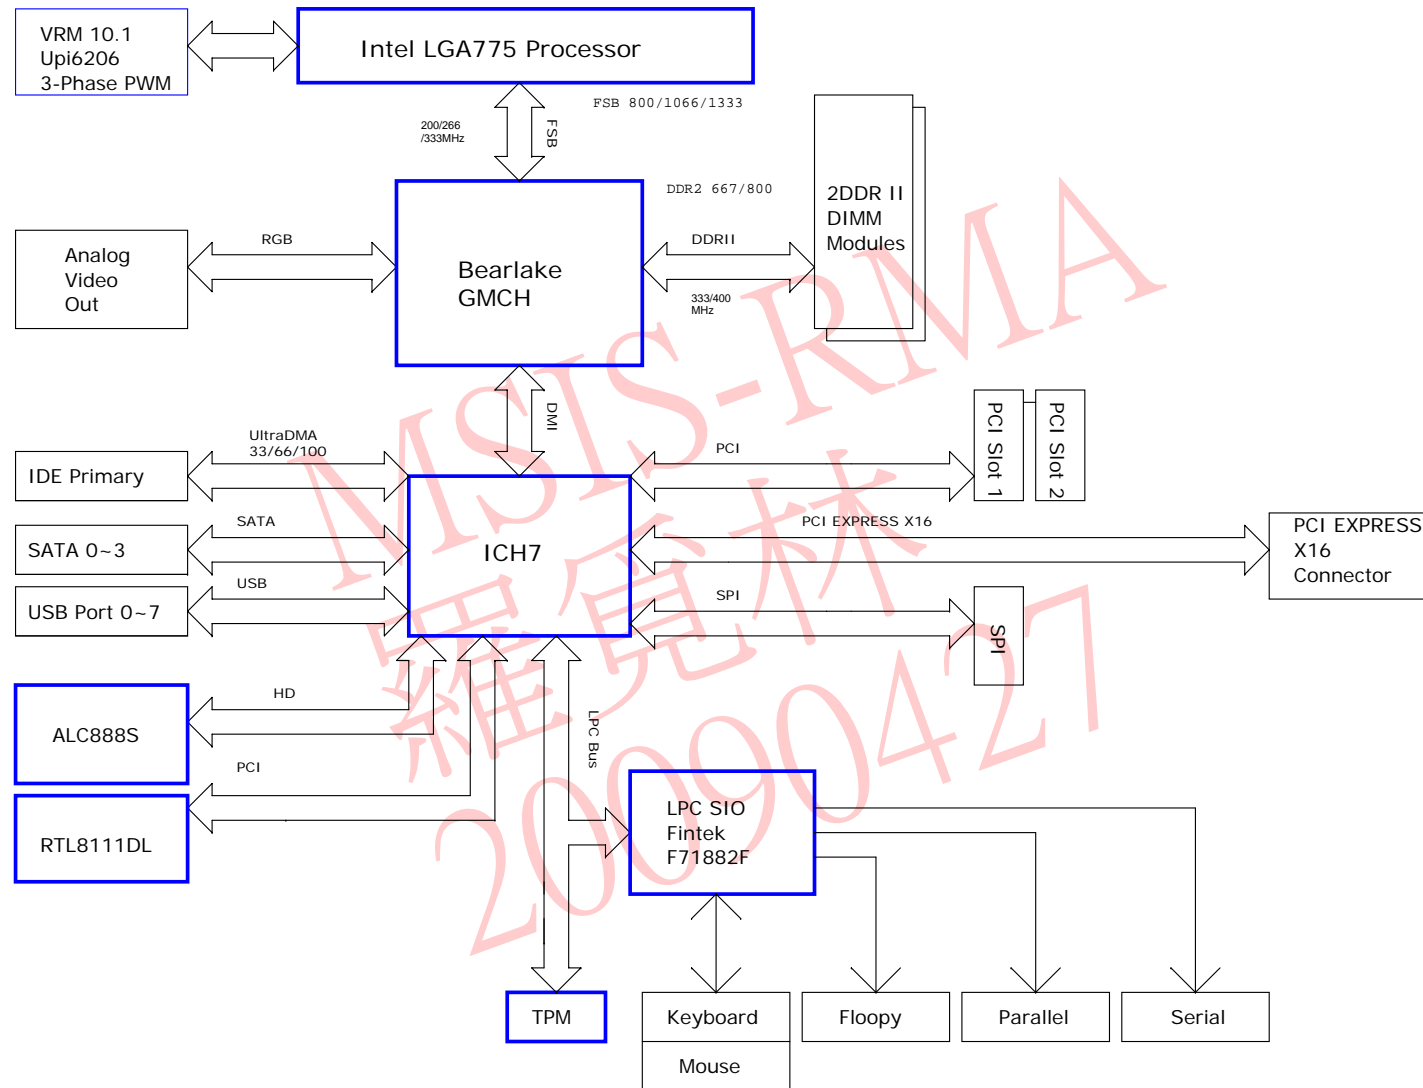 VRM 10.1
Upi6206
3-Phase PWM
Intel LGA775 Processor
FSB 800/1066/1333
200/266
/333MHz
FSB
DDR2 667/800
2DDR II
DIMM
Modules
Analog
Video
Out
RGB
Bearlake
GMCH
DDRII
333/400
MHz
DMI
UltraDMA
33/66/100
IDE Primary
PCI
PCI Slot 1
PCI Slot 2
SATA
SATA 0~3
ICH7
PCI EXPRESS X16
PCI EXPRESS
X16
Connector
USB
USB Port 0~7
SPI
SPI
HD
ALC888S
LPC Bus
PCI
RTL8111DL
LPC SIO
Fintek
F71882F
TPM
Keyboard
Mouse
Floopy
Parallel
Serial
MSIS-RMA
羅覓林
20090427